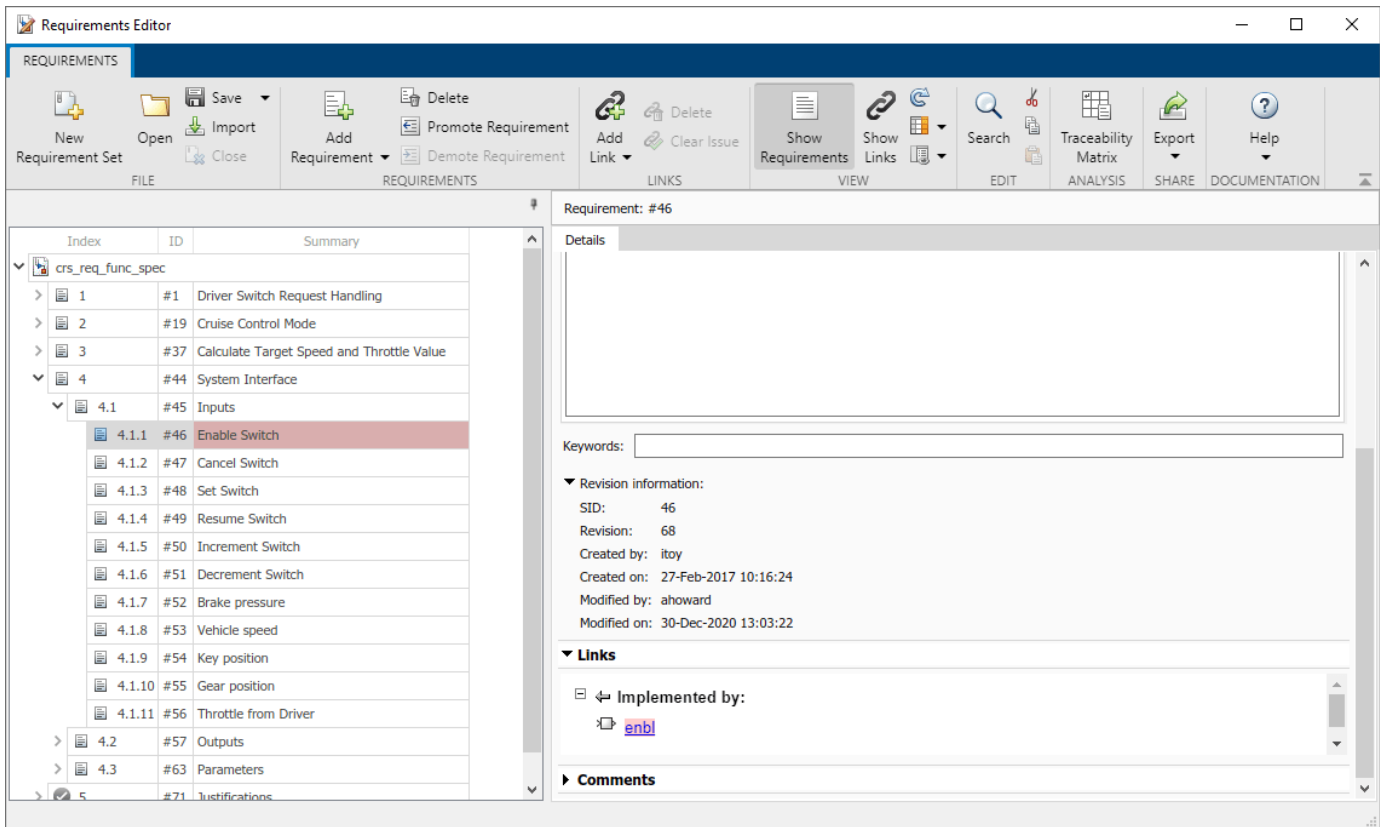 Requirements Editor
REQUIREMENTS
New Requirement Set
Open
Save
Import
Close
FILE
Add Requirement
Delete
Promote Requirement
Demote Requirement
REQUIREMENTS
Add Link
Delete
Clear Issue
LINKS
Show Requirements
Show Links
VIEW
Search
EDIT
Traceability Matrix
ANALYSIS
Export
SHARE
Help
DOCUMENTATION
Index ID Summary
crs_req_func_spec
1 #1 Driver Switch Request Handling
2 #19 Cruise Control Mode
3 #37 Calculate Target Speed and Throttle Value
4 #44 System Interface
4.1 #45 Inputs
4.1.1 #46 Enable Switch
4.1.2 #47 Cancel Switch
4.1.3 #48 Set Switch
4.1.4 #49 Resume Switch
4.1.5 #50 Increment Switch
4.1.6 #51 Decrement Switch
4.1.7 #52 Brake pressure
4.1.8 #53 Vehicle speed
4.1.9 #54 Key position
4.1.10 #55 Gear position
4.1.11 #56 Throttle from Driver
4.2 #57 Outputs
4.3 #63 Parameters
5 #71 Justifications
Requirement: #46
Details
Keywords:
Revision information:
SID: 46
Revision: 68
Created by: itoy
Created on: 27-Feb-2017 10:16:24
Modified by: ahoward
Modified on: 30-Dec-2020 13:03:22
Links
Implemented by:
enbl
Comments